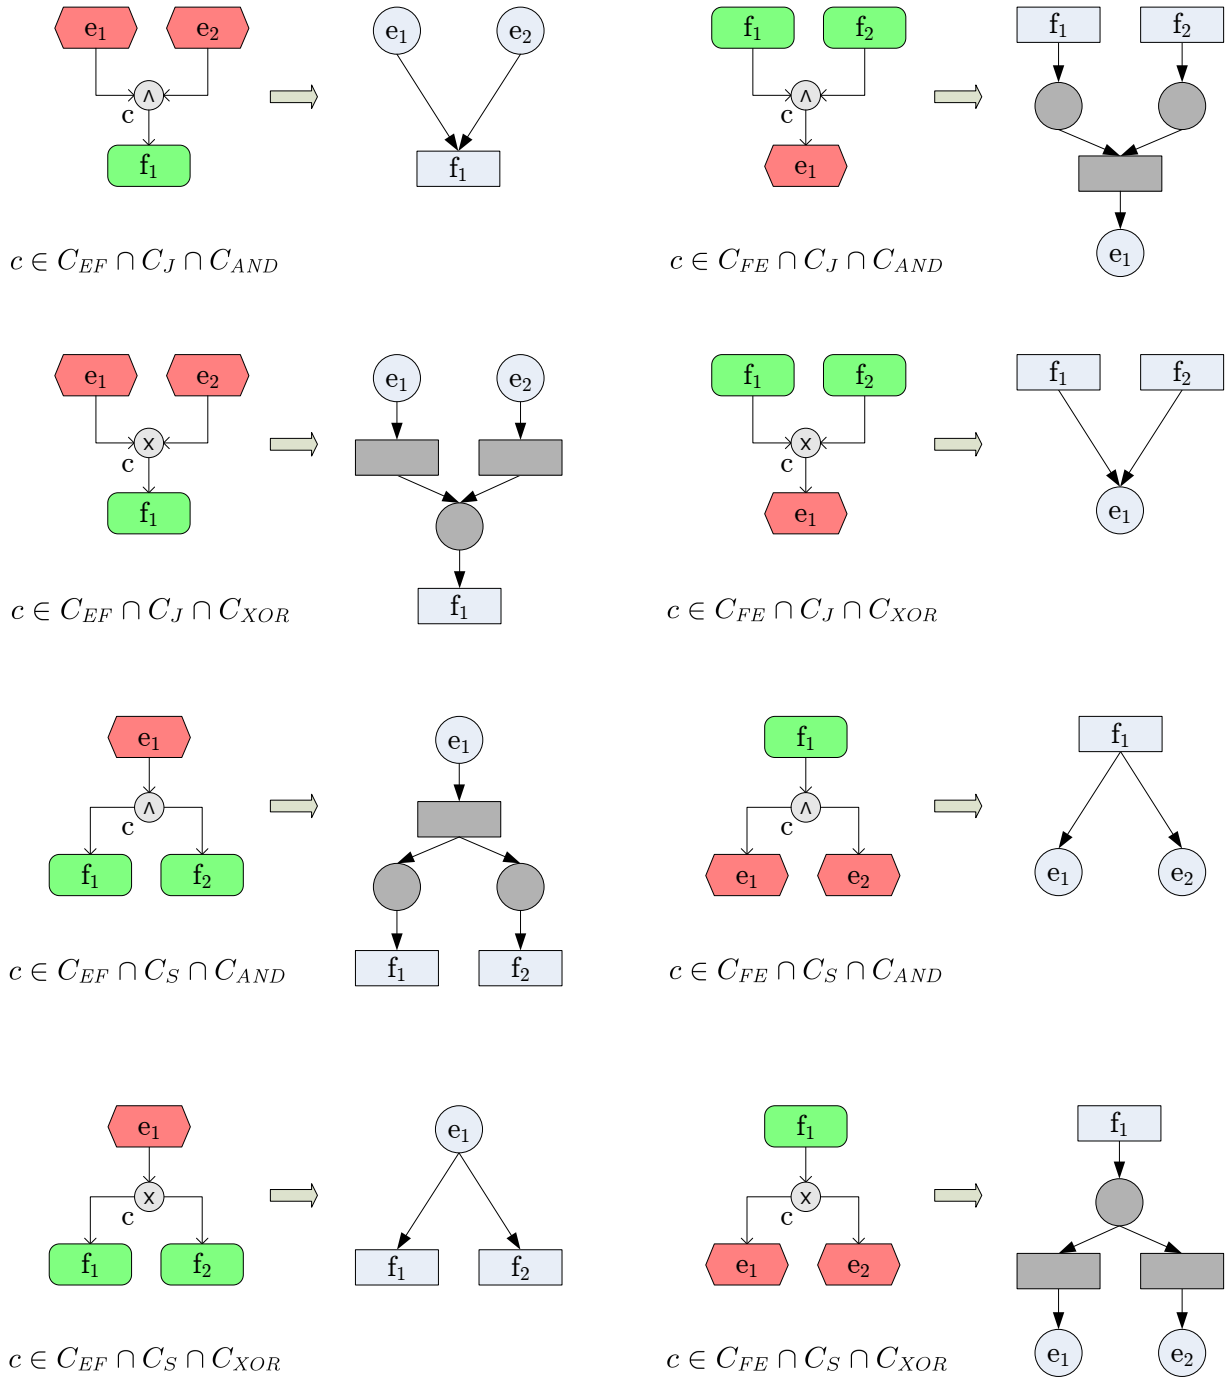 e₁ e₂ e₁ e₂ f₁ f₂ f₁ f₂
∧ ∧
c c
f₁ f₁ e₁
e₁
c ∈ C_EF ∩ C_J ∩ C_AND c ∈ C_FE ∩ C_J ∩ C_AND
e₁ e₂ e₁ e₂ f₁ f₂ f₁ f₂
x x
c c
f₁ e₁ e₁
f₁
c ∈ C_EF ∩ C_J ∩ C_XOR c ∈ C_FE ∩ C_J ∩ C_XOR
e₁ e₁ f₁ f₁
∧ ∧
c c
f₁ f₂ e₁ e₂ e₁ e₂
f₁ f₂
c ∈ C_EF ∩ C_S ∩ C_AND c ∈ C_FE ∩ C_S ∩ C_AND
e₁ e₁ f₁ f₁
x x
c c
f₁ f₂ f₁ f₂ e₁ e₂
e₁ e₂
c ∈ C_EF ∩ C_S ∩ C_XOR c ∈ C_FE ∩ C_S ∩ C_XOR